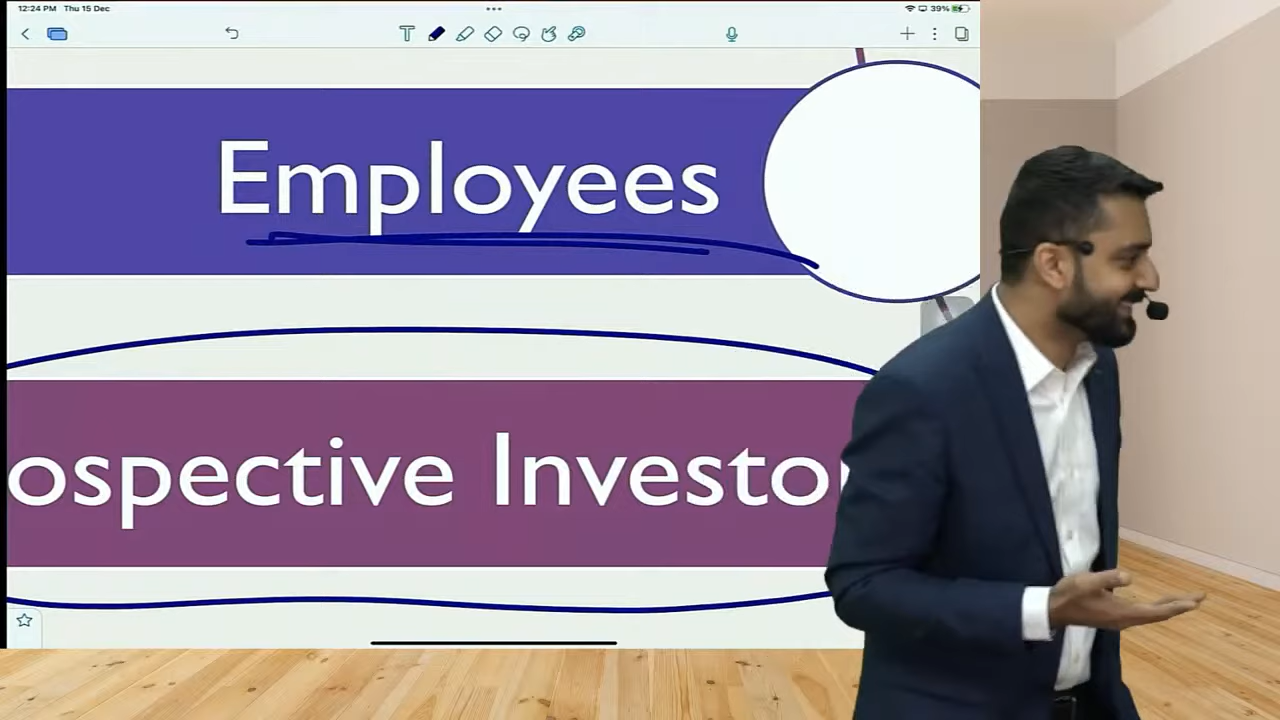 12:24 PM Thu 15 Dec
39%
T
Employees
ospective Investo